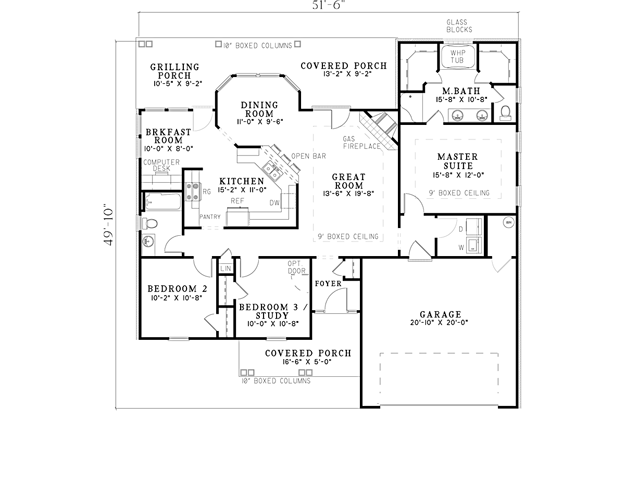 51'-6"
GLASS
BLOCKS
10" BOXED COLUMNS
GRILLING
PORCH
10'-5" X 9'-2"
COVERED PORCH
13'-2" X 9'-2"
WHP
TUB
M.BATH
15'-8" X 10'-8"
DINING
ROOM
11'-0" X 9'-6"
BRKFAST
ROOM
10'-0" X 8'-0"
GAS
FIREPLACE
OPEN BAR
COMPUTER
DESK
MASTER
SUITE
15'-8" X 12'-0"
9' BOXED CEILING
KITCHEN
15'-2" X 11'-0"
GREAT
ROOM
13'-6" X 19'-8"
RG
REF
DW
PANTRY
9' BOXED CEILING
D
W
49'-10"
LIN
OPT.
DOOR
FOYER
BEDROOM 2
10'-2" X 10'-8"
BEDROOM 3 /
STUDY
10'-0" X 10'-8"
GARAGE
20'-10" X 20'-0"
COVERED PORCH
16'-6" X 5'-0"
10" BOXED COLUMNS